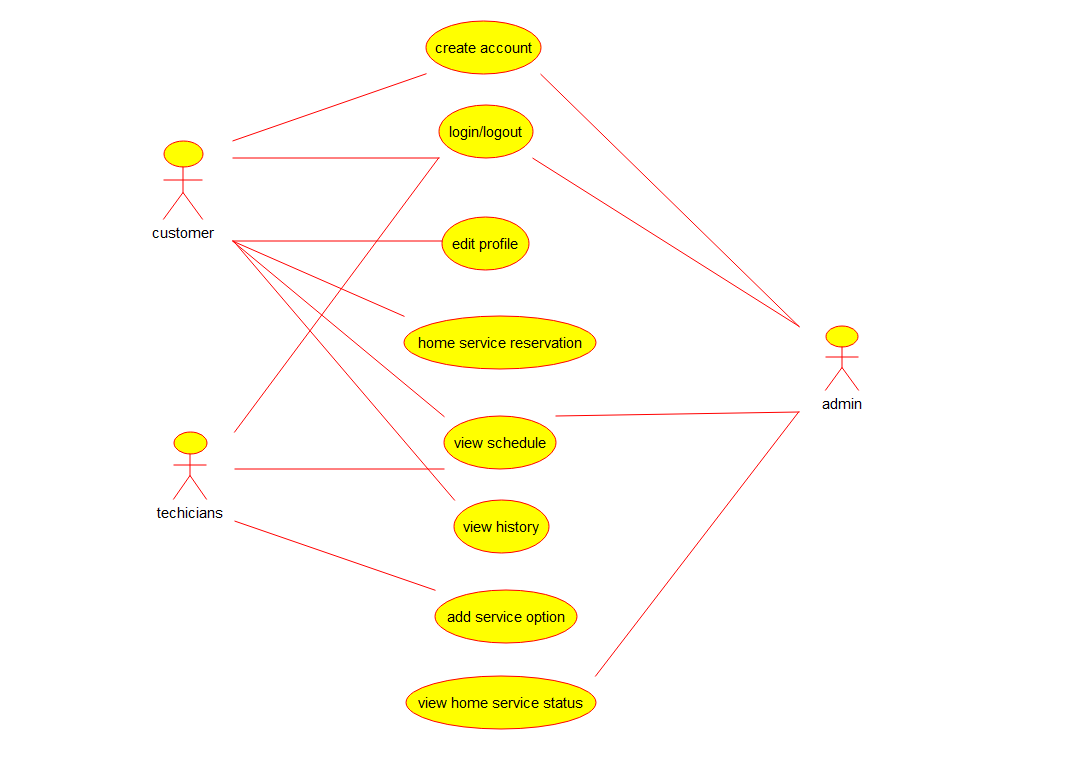 create account
login/logout
customer
edit profile
home service reservation
admin
view schedule
techicians
view history
add service option
view home service status